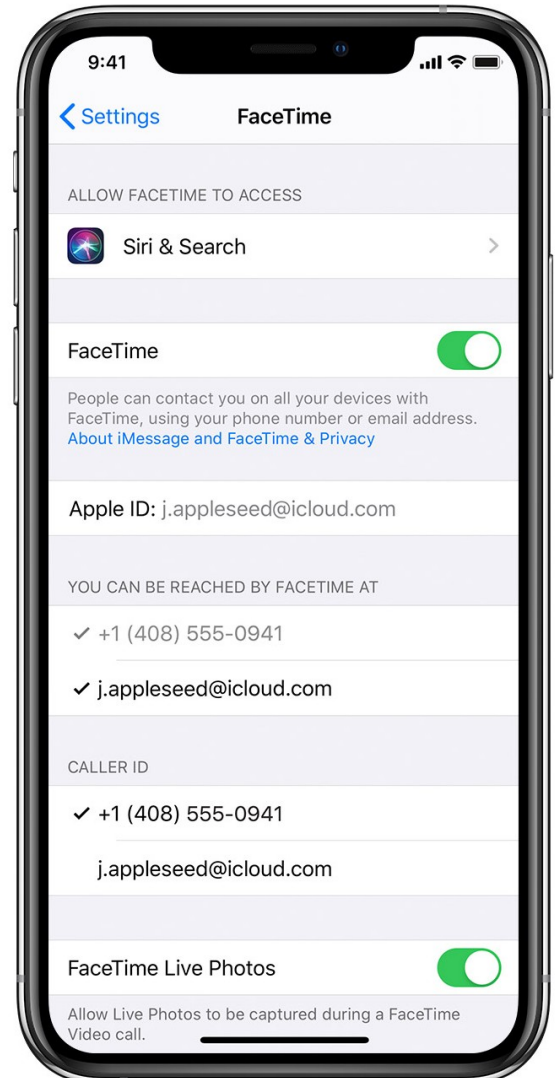 9:41
Settings
FaceTime
ALLOW FACETIME TO ACCESS
Siri & Search
FaceTime
People can contact you on all your devices with
FaceTime, using your phone number or email address.
About iMessage and FaceTime & Privacy
Apple ID: j.appleseed@icloud.com
YOU CAN BE REACHED BY FACETIME AT
+1 (408) 555-0941
j.appleseed@icloud.com
CALLER ID
+1 (408) 555-0941
j.appleseed@icloud.com
FaceTime Live Photos
Allow Live Photos to be captured during a FaceTime
Video call.